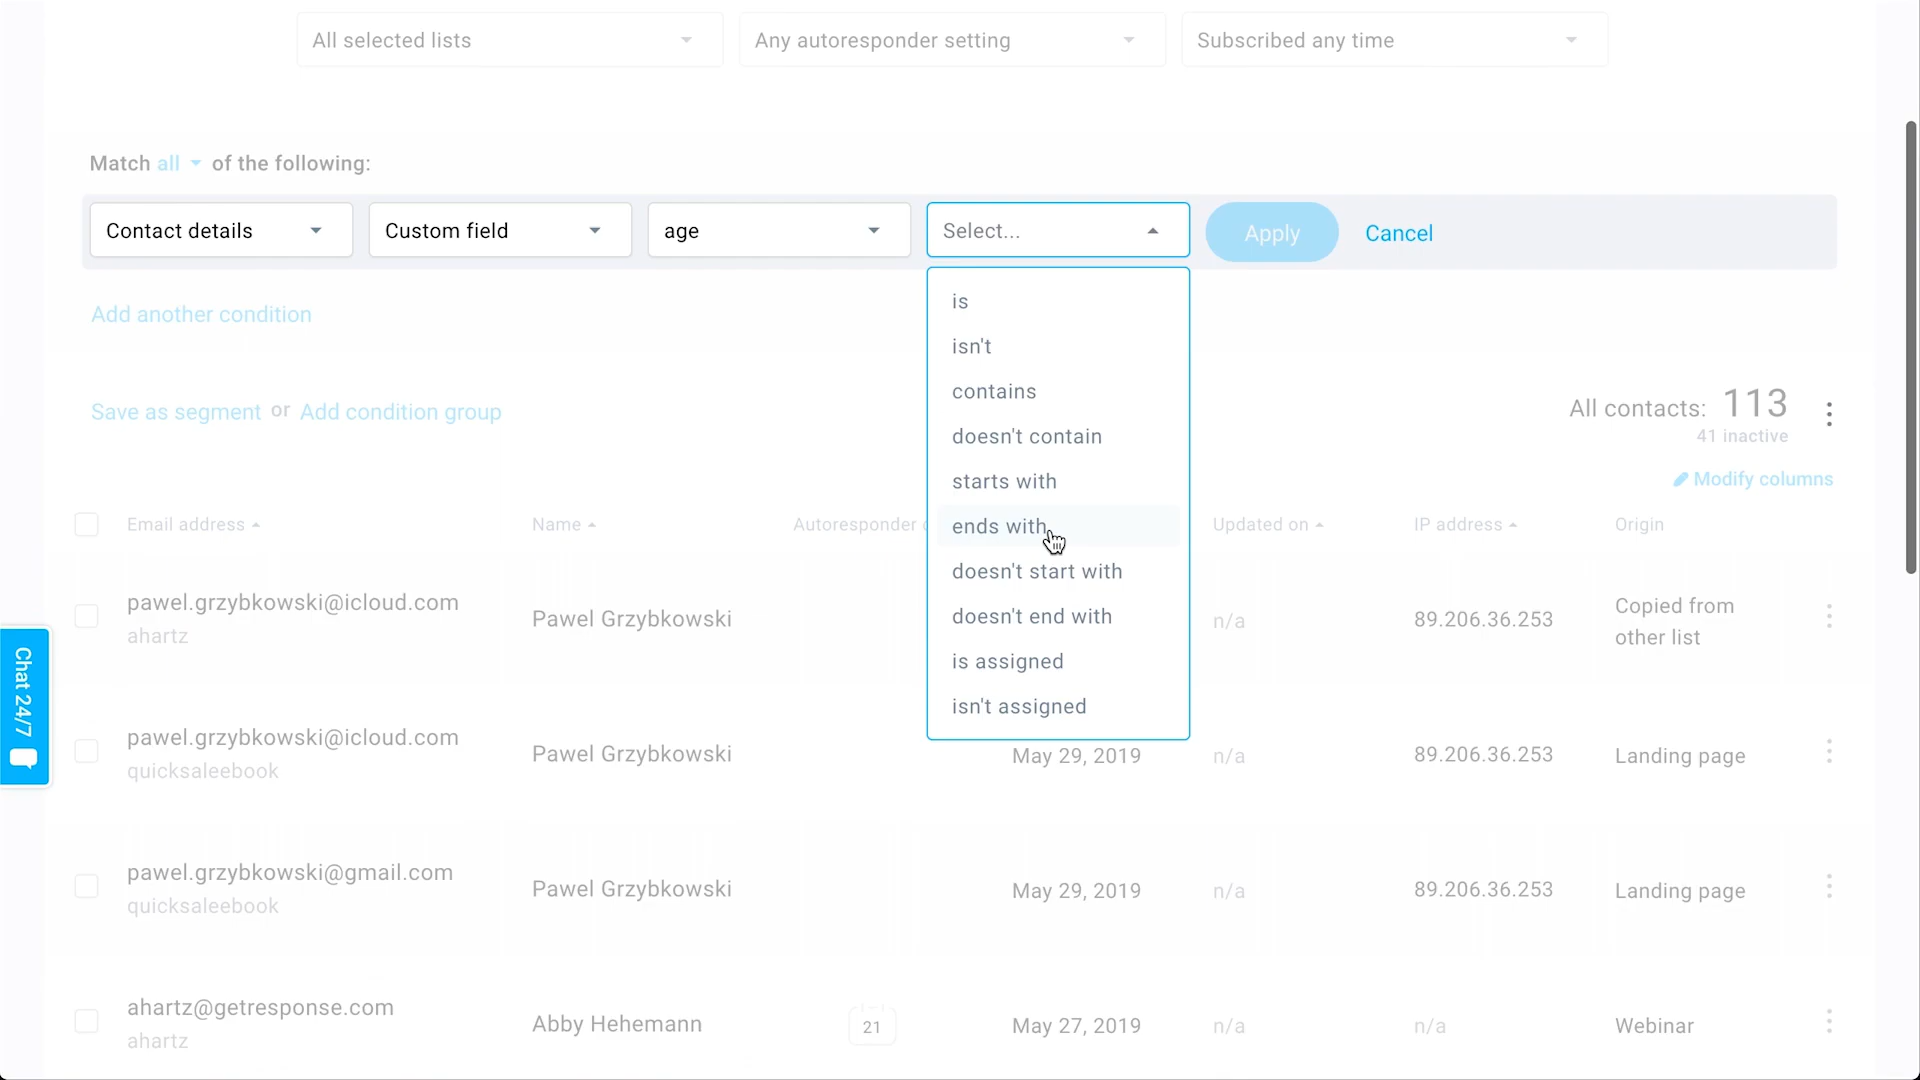 All selected lists
Any autoresponder setting
Subscribed any time
Match all of the following:
Contact details
Custom field
age
Select...
Apply
Cancel
is
isn't
contains
doesn't contain
starts with
ends with
doesn't start with
doesn't end with
is assigned
isn't assigned
Add another condition
Save as segment or Add condition group
All contacts: 113
41 inactive
Modify columns
Email address
Name
Autoresponder
Updated on
IP address
Origin
pawel.grzybkowski@icloud.com
ahartz
Pawel Grzybkowski
n/a
89.206.36.253
Copied from
other list
pawel.grzybkowski@icloud.com
quicksaleebook
Pawel Grzybkowski
May 29, 2019
n/a
89.206.36.253
Landing page
pawel.grzybkowski@gmail.com
quicksaleebook
Pawel Grzybkowski
May 29, 2019
n/a
89.206.36.253
Landing page
ahartz@getresponse.com
ahartz
Abby Hehemann
21
May 27, 2019
n/a
n/a
Webinar
Chat 24/7